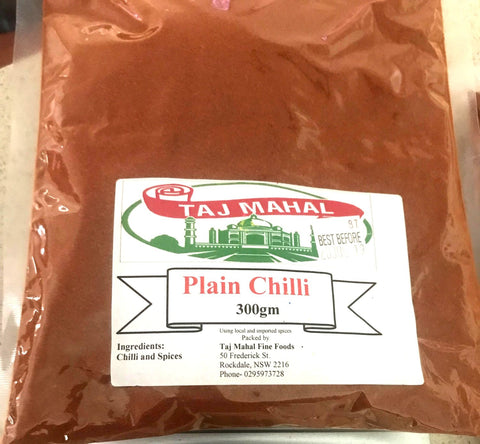 TAJ MAHAL
97
BEST BEFORE
Plain Chilli
300gm
Using local and imported spices
Packed by
Ingredients: Taj Mahal Fine Foods
Chilli and Spices 50 Frederick St.
Rockdale, NSW 2216
Phone- 0295973728